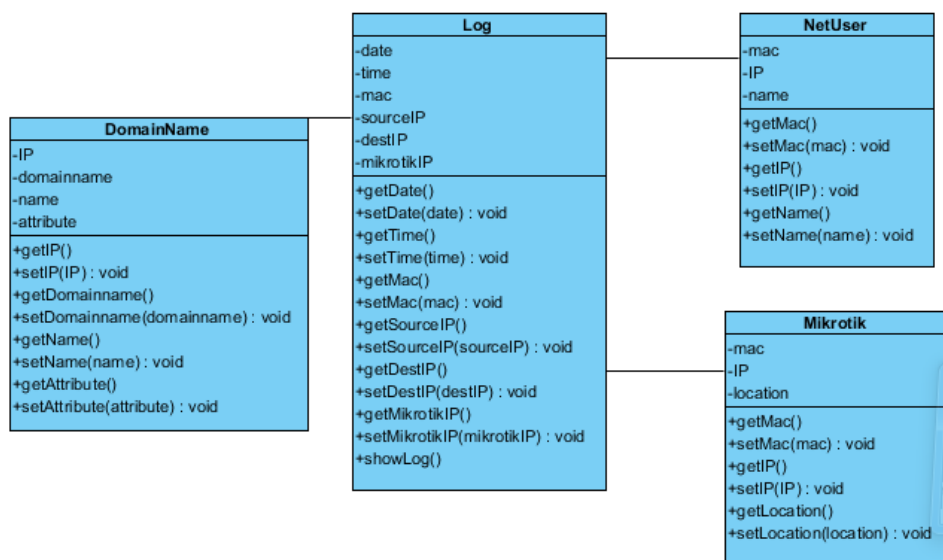 DomainName
-IP
-domainname
-name
-attribute
+getIP()
+setIP(IP) : void
+getDomainname()
+setDomainname(domainname) : void
+getName()
+setName(name) : void
+getAttribute()
+setAttribute(attribute) : void
Log
-date
-time
-mac
-sourceIP
-destIP
-mikrotikIP
+getDate()
+setDate(date) : void
+getTime()
+setTime(time) : void
+getMac()
+setMac(mac) : void
+getSourceIP()
+setSourceIP(sourceIP) : void
+getDestIP()
+setDestIP(destIP) : void
+getMikrotikIP()
+setMikrotikIP(mikrotikIP) : void
+showLog()
NetUser
-mac
-IP
-name
+getMac()
+setMac(mac) : void
+getIP()
+setIP(IP) : void
+getName()
+setName(name) : void
Mikrotik
-mac
-IP
-location
+getMac()
+setMac(mac) : void
+getIP()
+setIP(IP) : void
+getLocation()
+setLocation(location) : void